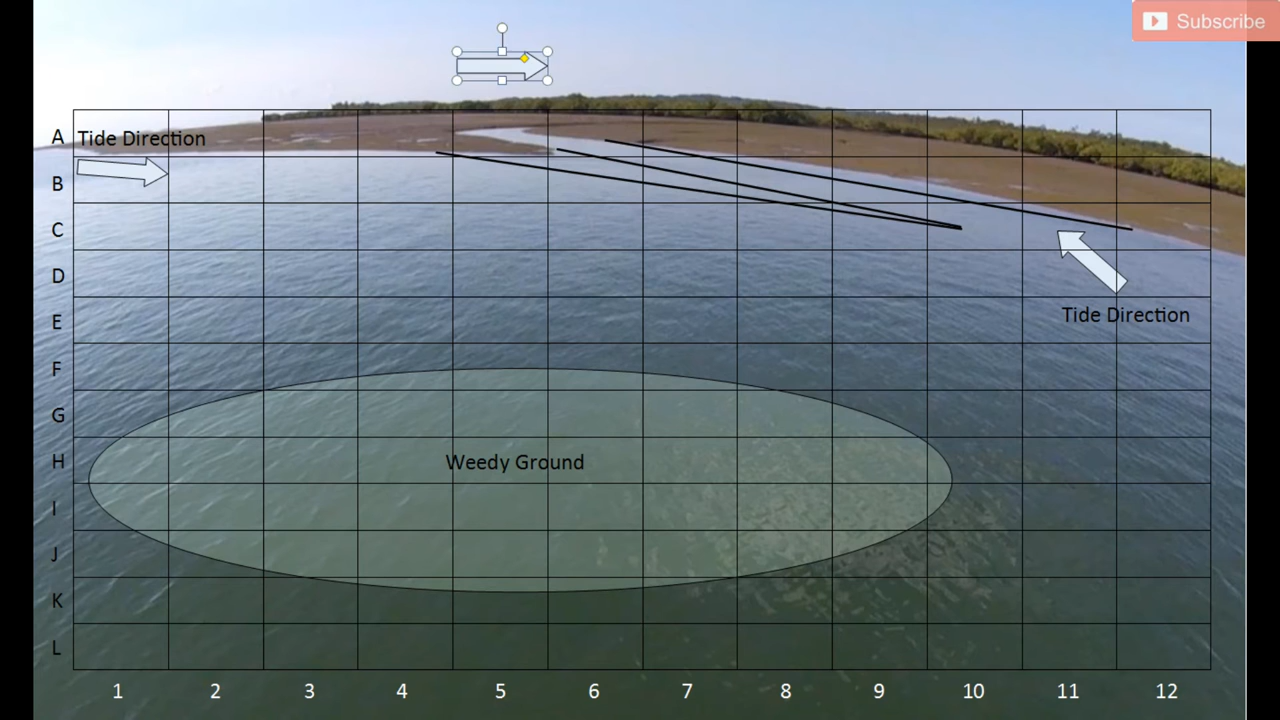 Subscribe
A Tide Direction
B
C
D
E Tide Direction
F
G
H Weedy Ground
I
J
K
L
1 2 3 4 5 6 7 8 9 10 11 12